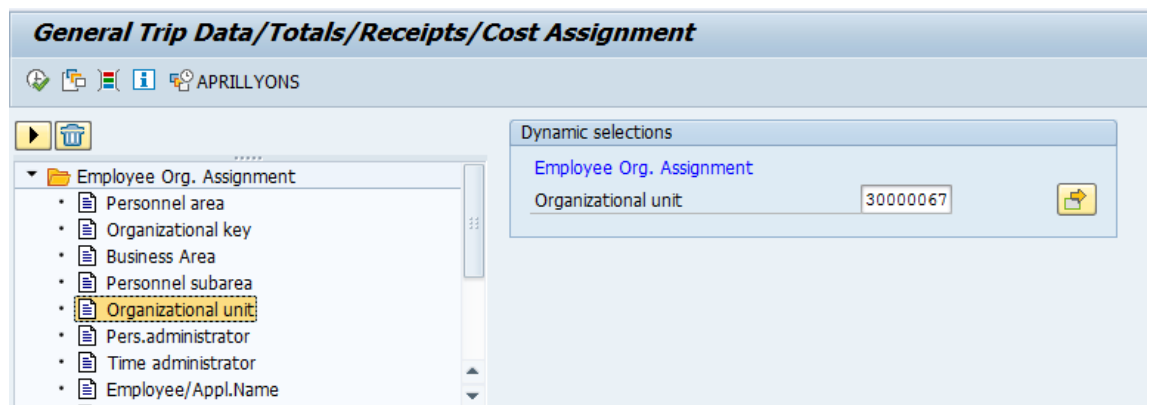 General Trip Data/Totals/Receipts/Cost Assignment
APRILLYONS
Employee Org. Assignment
Personnel area
Organizational key
Business Area
Personnel subarea
Organizational unit
Pers.administrator
Time administrator
Employee/Appl.Name
Dynamic selections
Employee Org. Assignment
Organizational unit 30000067